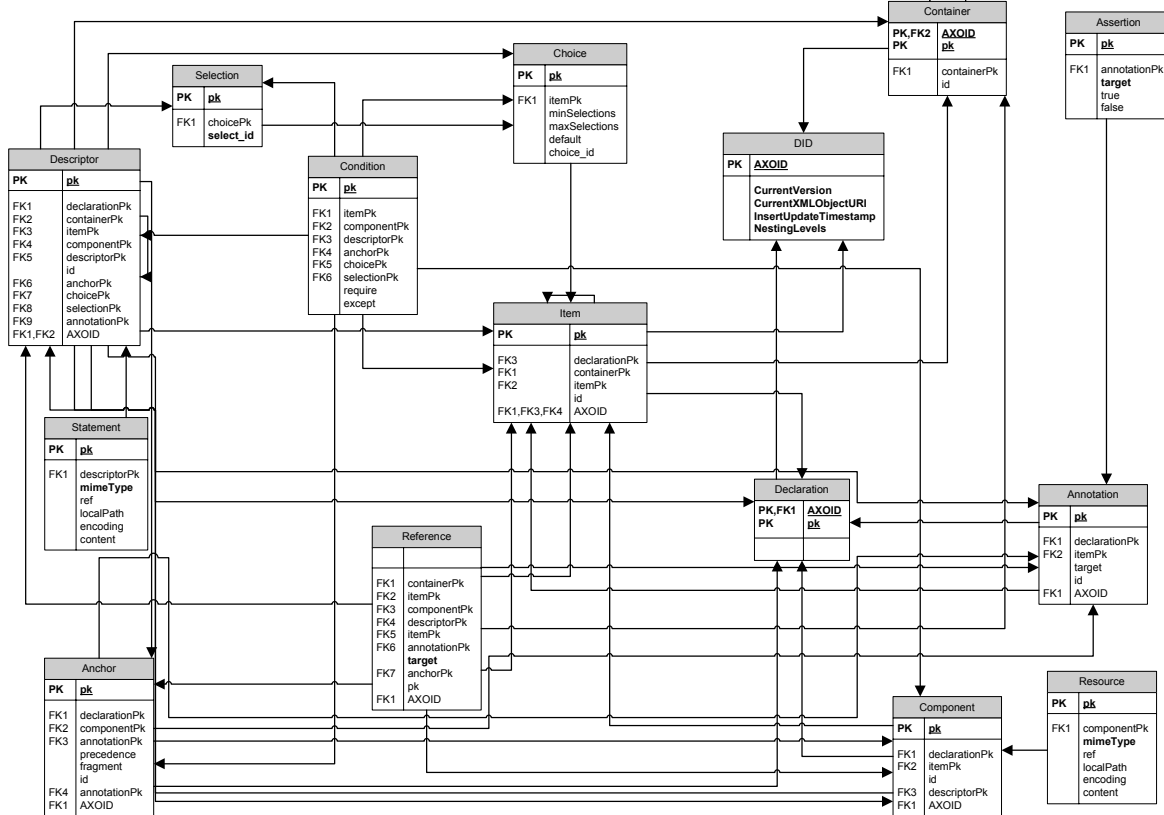 Container
PK,FK2 AXOID
PK pk
FK1 containerPk
id
Assertion
PK pk
FK1 annotationPk
target
true
false
Choice
PK pk
FK1 itemPk
minSelections
maxSelections
default
choice_id
Selection
PK pk
FK1 choicePk
select_id
DID
PK AXOID
CurrentVersion
CurrentXMLObjectURI
InsertUpdateTimestamp
NestingLevels
Descriptor
PK pk
FK1 declarationPk
FK2 containerPk
FK3 itemPk
FK4 componentPk
FK5 descriptorPk
id
FK6 anchorPk
FK7 choicePk
FK8 selectionPk
FK9 annotationPk
FK1,FK2 AXOID
Condition
PK pk
FK1 itemPk
FK2 componentPk
FK3 descriptorPk
FK4 anchorPk
FK5 choicePk
FK6 selectionPk
require
except
Item
PK pk
FK3 declarationPk
FK1 containerPk
FK2 itemPk
id
FK1,FK3,FK4 AXOID
Statement
PK pk
FK1 descriptorPk
mimeType
ref
localPath
encoding
content
Declaration
PK,FK1 AXOID
PK pk
Annotation
PK pk
FK1 declarationPk
FK2 itemPk
target
id
FK1 AXOID
Reference
FK1 containerPk
FK2 itemPk
FK3 componentPk
FK4 descriptorPk
FK5 itemPk
FK6 annotationPk
target
FK7 anchorPk
pk
FK1 AXOID
Anchor
PK pk
FK1 declarationPk
FK2 componentPk
FK3 annotationPk
precedence
fragment
id
FK4 annotationPk
FK1 AXOID
Component
PK pk
FK1 declarationPk
FK2 itemPk
id
FK3 descriptorPk
FK1 AXOID
Resource
PK pk
FK1 componentPk
mimeType
ref
localPath
encoding
content